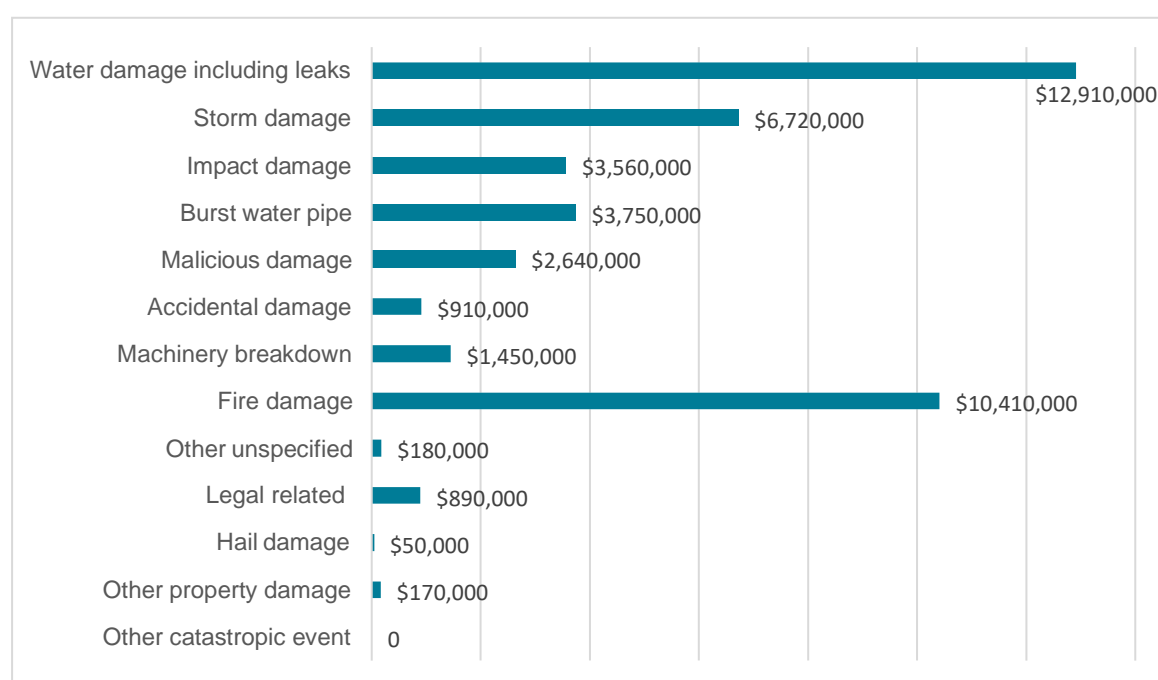 Water damage including leaks
$12,910,000
Storm damage
$6,720,000
Impact damage
$3,560,000
Burst water pipe
$3,750,000
Malicious damage
$2,640,000
Accidental damage
$910,000
Machinery breakdown
$1,450,000
Fire damage
$10,410,000
Other unspecified
$180,000
Legal related
$890,000
Hail damage
$50,000
Other property damage
$170,000
Other catastropic event
0